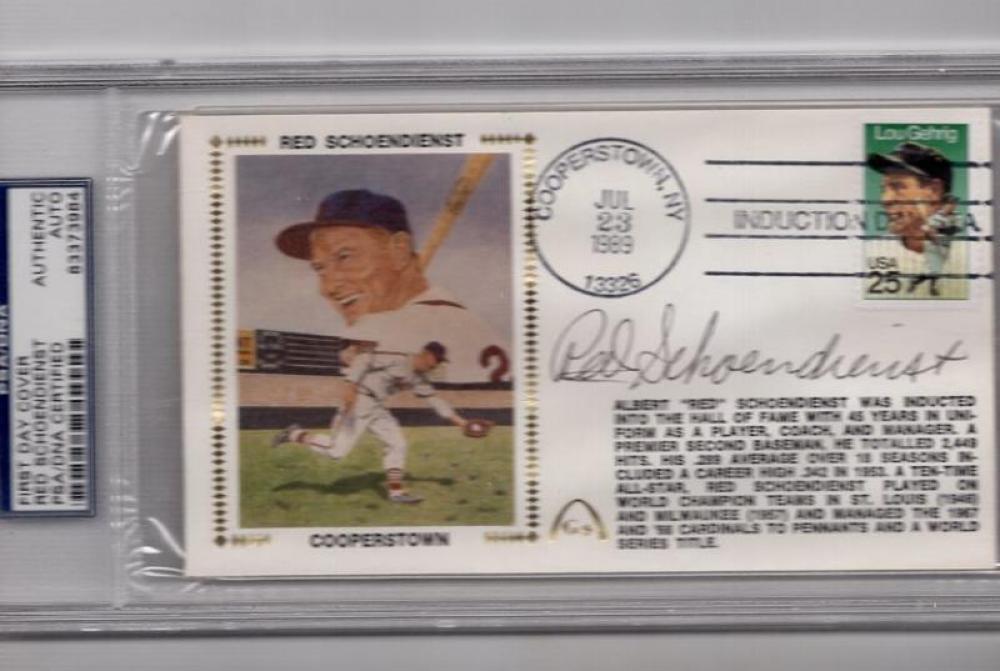 PSA/DNA
FIRST DAY COVER
RED SCHOENDIENST
PSA/DNA CERTIFIED
AUTHENTIC
AUTO
83373984
RED SCHOENDIENST
COOPERSTOWN
COOPERSTOWN, NY
JUL
23
1989
13326
INDUCTION
Lou Gehrig
USA
25
Red Schoendienst
ALBERT "RED" SCHOENDIENST WAS INDUCTED
INTO THE HALL OF FAME WITH 45 YEARS IN UNI-
FORM AS A PLAYER, COACH, AND MANAGER. A
PREMIER SECOND BASEMAN, HE TOTALLED 2,449
HITS. HIS .289 AVERAGE OVER 19 SEASONS IN-
CLUDED A CAREER HIGH .342 IN 1953. A TEN-TIME
ALL-STAR, RED SCHOENDIENST PLAYED ON
WORLD CHAMPION TEAMS IN ST. LOUIS (1946)
AND MILWAUKEE (1957) AND MANAGED THE 1967
AND '68 CARDINALS TO PENNANTS AND A WORLD
SERIES TITLE.
2